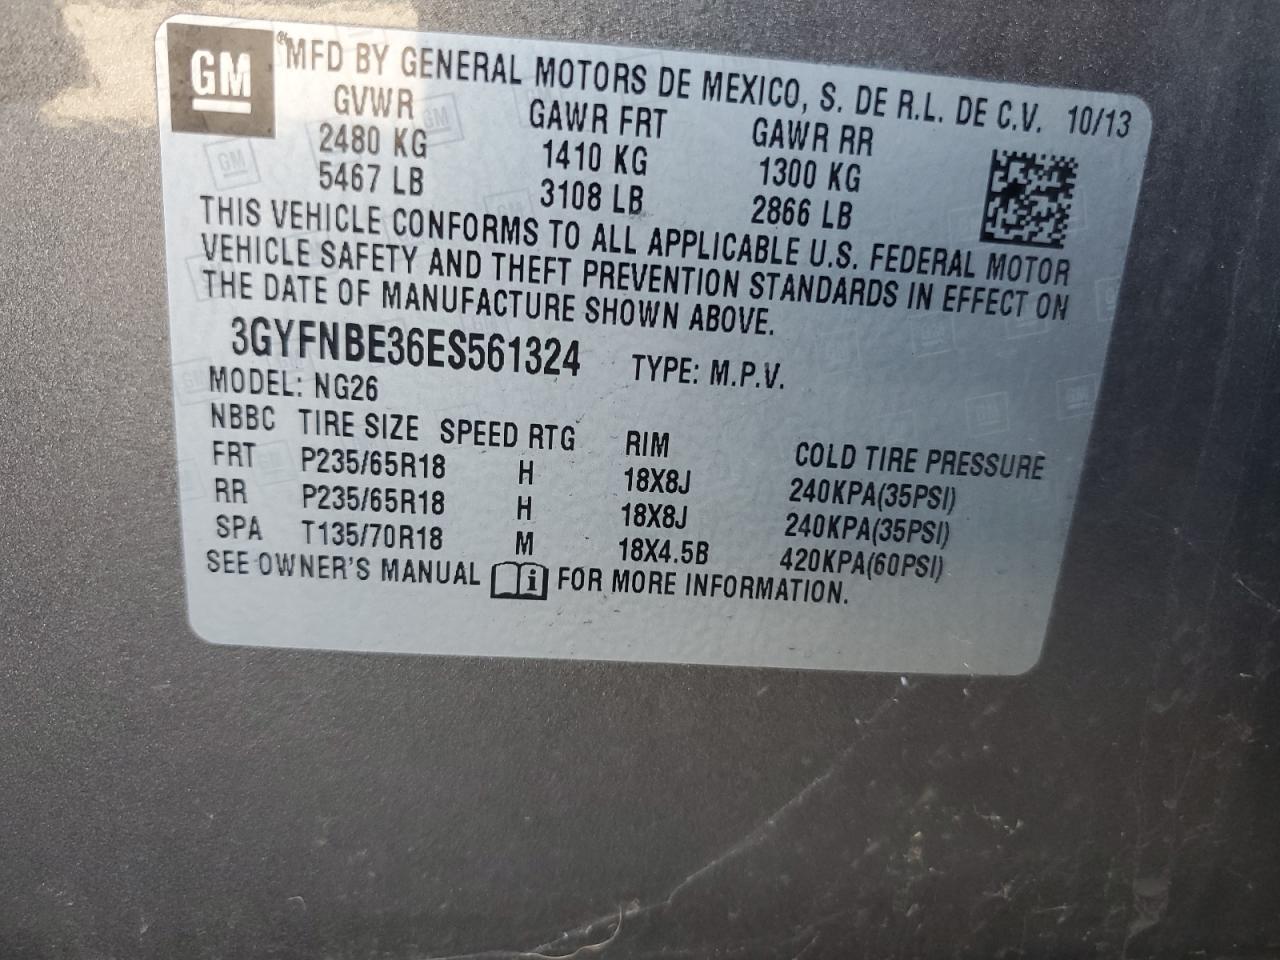 GM
® MFD BY GENERAL MOTORS DE MEXICO, S. DE R.L. DE C.V. 10/13
GVWR GAWR FRT GAWR RR
2480 KG 1410 KG 1300 KG
5467 LB 3108 LB 2866 LB
THIS VEHICLE CONFORMS TO ALL APPLICABLE U.S. FEDERAL MOTOR
VEHICLE SAFETY AND THEFT PREVENTION STANDARDS IN EFFECT ON
THE DATE OF MANUFACTURE SHOWN ABOVE.
3GYFNBE36ES561324 TYPE: M.P.V.
MODEL: NG26
NBBC TIRE SIZE SPEED RTG RIM COLD TIRE PRESSURE
FRT P235/65R18 H 18X8J 240KPA(35PSI)
RR P235/65R18 H 18X8J 240KPA(35PSI)
SPA T135/70R18 M 18X4.5B 420KPA(60PSI)
SEE OWNER'S MANUAL i FOR MORE INFORMATION.